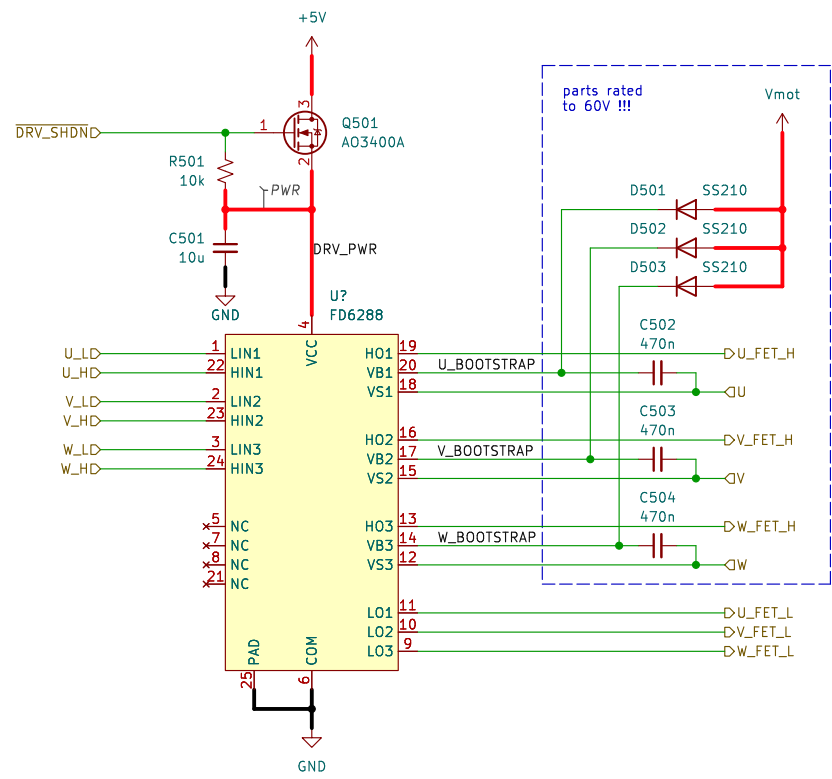 +5V
parts rated
to 60V !!!
Vmot
3
Q501
AO3400A
DRV_SHDN
1
2
R501
10k
PWR
D501 SS210
D502 SS210
D503 SS210
C501
10u
DRV_PWR
GND
U?
FD6288
4
VCC
C502
470n
U_L 1 LIN1 HO1 19 U_FET_H
U_H 22 HIN1 VB1 20 U_BOOTSTRAP
VS1 18 U
V_L 2 LIN2
V_H 23 HIN2
C503
470n
HO2 16 V_FET_H
W_L 3 LIN3 VB2 17 V_BOOTSTRAP
W_H 24 HIN3 VS2 15 V
C504
470n
5 NC HO3 13 W_FET_H
7 NC VB3 14 W_BOOTSTRAP
8 NC VS3 12 W
21 NC
LO1 11 U_FET_L
LO2 10 V_FET_L
LO3 9 W_FET_L
PAD COM
25 6
GND